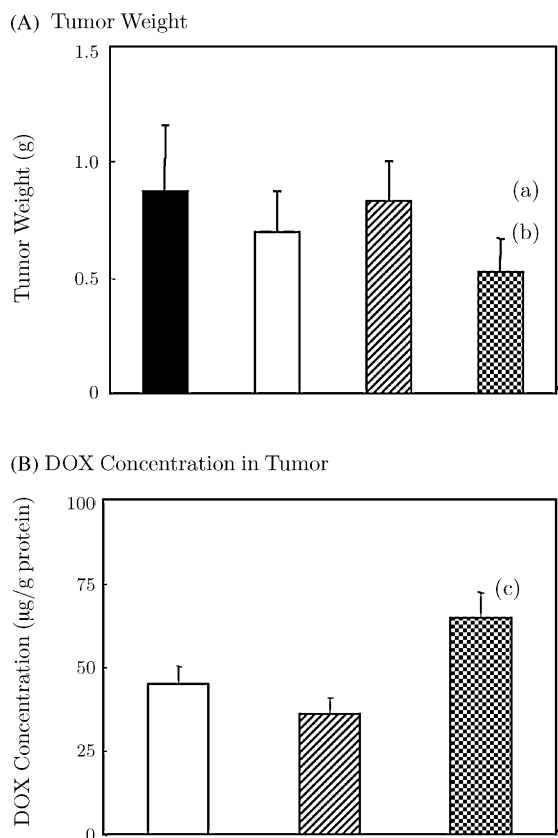 (A) Tumor Weight
1.5
1.0
0.5
0
Tumor Weight (g)
(a)
(b)
(B) DOX Concentration in Tumor
100
75
50
25
0
DOX Concentration (µg/g protein)
(c)